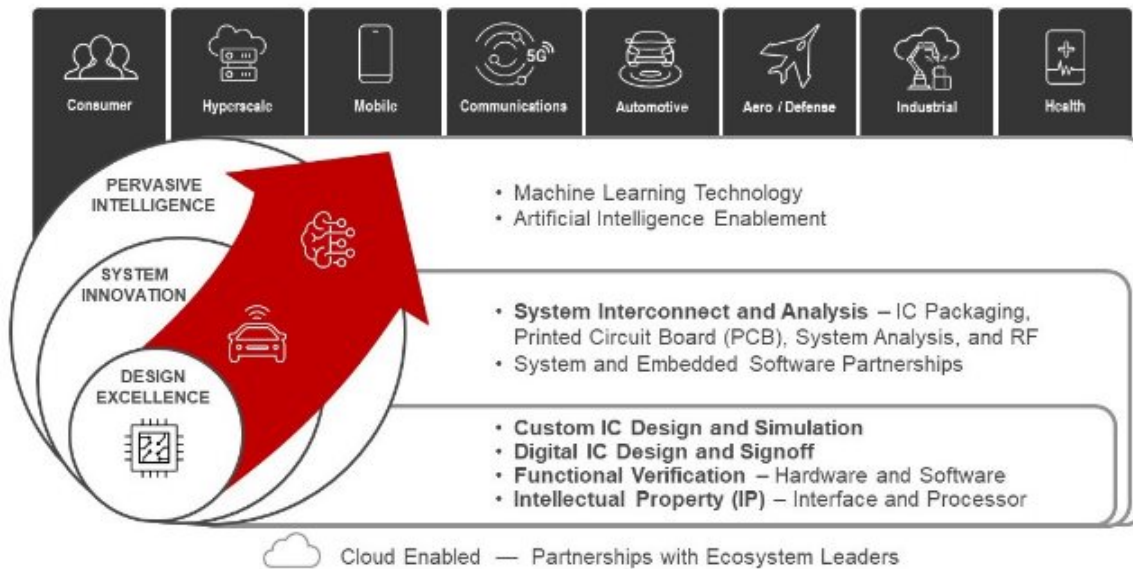 Consumer
Hyperscale
Mobile
5G
Communications
Automotive
Aero / Defense
Industrial
Health
PERVASIVE
INTELLIGENCE
• Machine Learning Technology
• Artificial Intelligence Enablement
SYSTEM
INNOVATION
• System Interconnect and Analysis – IC Packaging,
Printed Circuit Board (PCB), System Analysis, and RF
• System and Embedded Software Partnerships
DESIGN
EXCELLENCE
• Custom IC Design and Simulation
• Digital IC Design and Signoff
• Functional Verification – Hardware and Software
• Intellectual Property (IP) – Interface and Processor
Cloud Enabled — Partnerships with Ecosystem Leaders